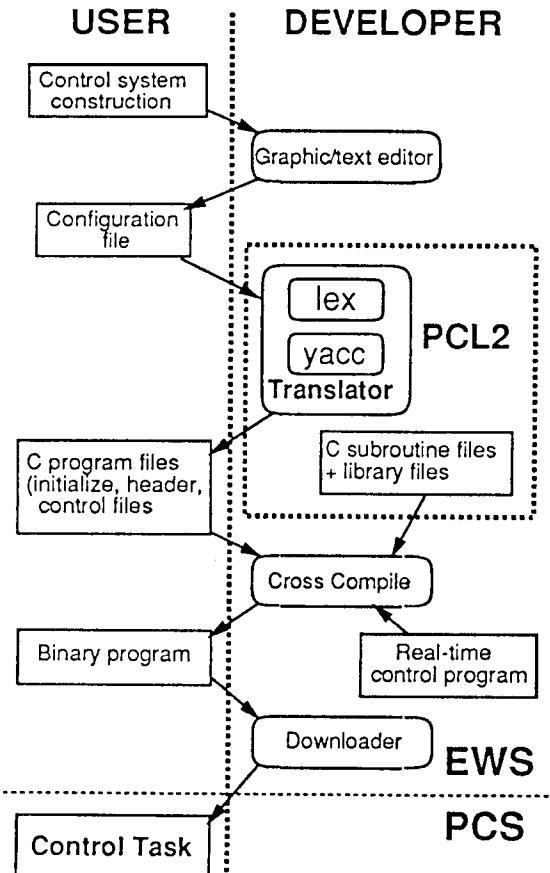 USER
DEVELOPER
Control system
construction
Graphic/text editor
Configuration
file
lex
yacc
Translator
PCL2
C program files
(initialize, header,
control files
C subroutine files
+ library files
Cross Compile
Binary program
Real-time
control program
Downloader
EWS
PCS
Control Task